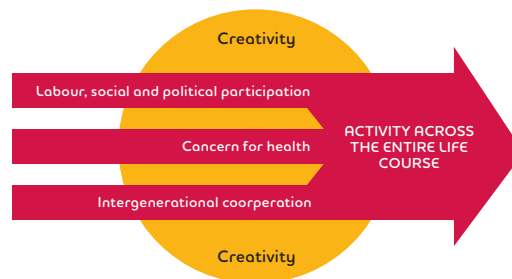 Creativity
Labour, social and political participation
Cancern for health
Intergenerational coorperation
ACTIVITY ACROSS
THE ENTIRE LIFE
COURSE
Creativity